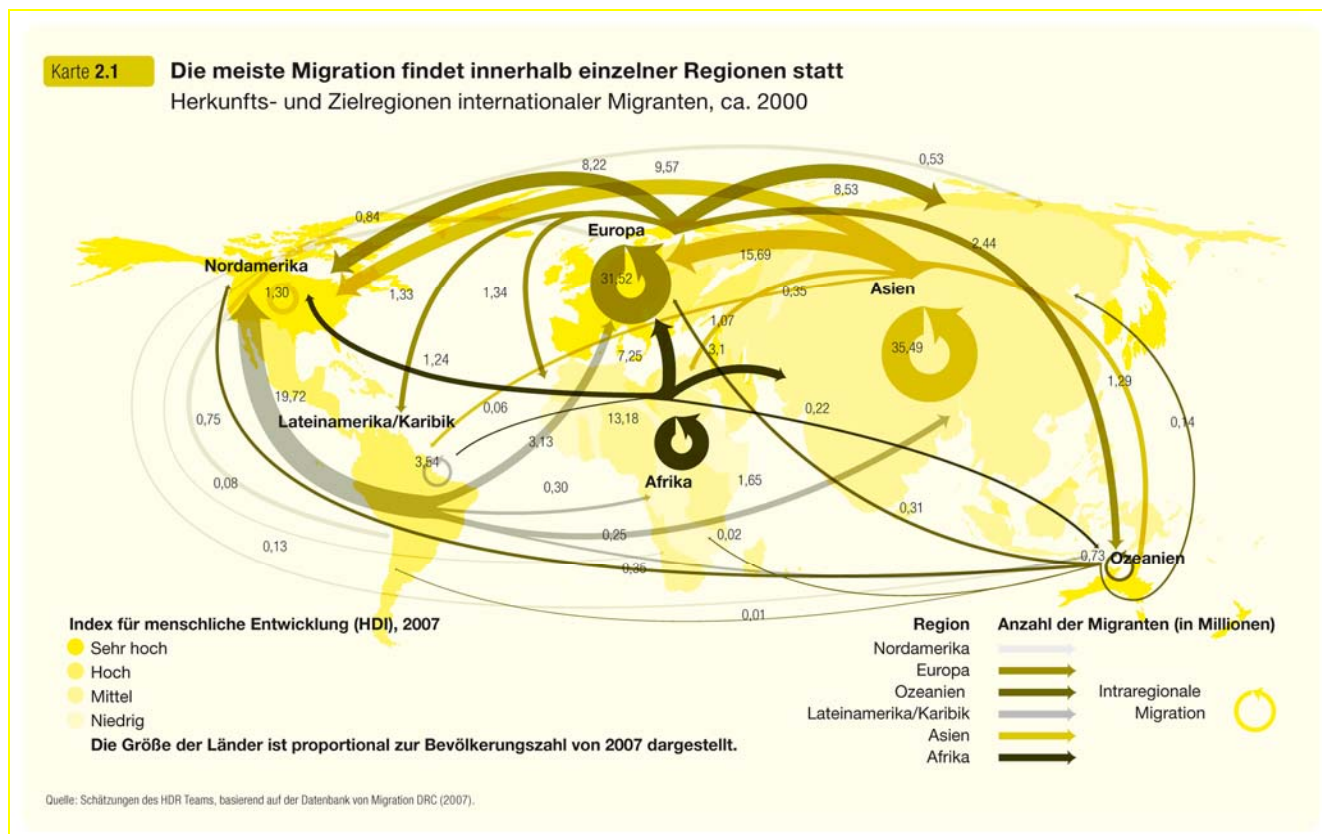 Karte 2.1
Die meiste Migration findet innerhalb einzelner Regionen statt
Herkunfts- und Zielregionen internationaler Migranten, ca. 2000
8,22
9,57
0,53
8,53
0,84
Europa
2,44
Nordamerika
15,69
31,52
Asien
1,30
1,33
1,34
0,35
1,07
35,49
3,1
1,24
7,25
1,29
19,72
0,75
Lateinamerika/Karibik
0,06
13,18
0,22
0,14
3,13
3,54
Afrika
0,08
0,30
1,65
0,31
0,25
0,02
0,13
0,35
0,73
Ozeanien
0,01
Index für menschliche Entwicklung (HDI), 2007
Sehr hoch
Hoch
Mittel
Niedrig
Die Größe der Länder ist proportional zur Bevölkerungszahl von 2007 dargestellt.
Region
Anzahl der Migranten (in Millionen)
Nordamerika
Europa
Ozeanien
Lateinamerika/Karibik
Asien
Afrika
Intraregionale
Migration
Quelle: Schätzungen des HDR Teams, basierend auf der Datenbank von Migration DRC (2007).